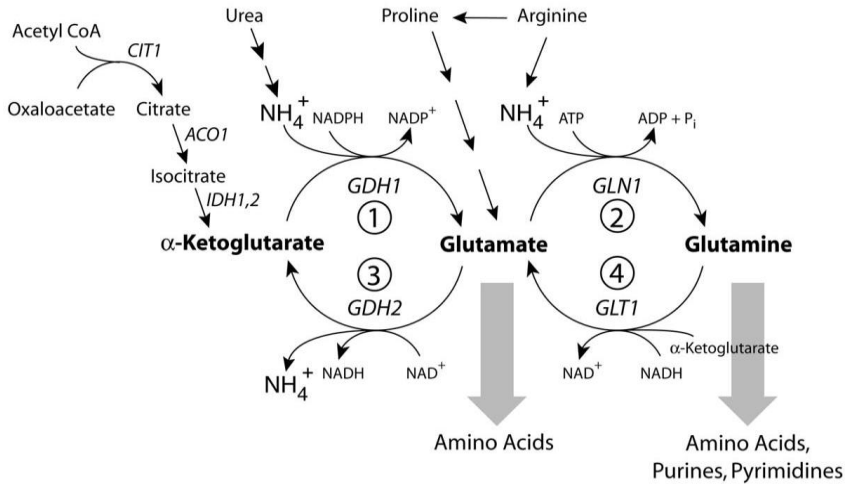 Urea
Proline
Arginine
Acetyl CoA
CIT1
Oxaloacetate
Citrate
NH4+
NADPH
NADP+
NH4+
ATP
ADP + Pi
ACO1
Isocitrate
GDH1
GLN1
IDH1,2
1
2
α-Ketoglutarate
Glutamate
Glutamine
3
4
GDH2
GLT1
α-Ketoglutarate
NH4+
NADH
NAD+
NAD+
NADH
Amino Acids
Amino Acids,
Purines, Pyrimidines